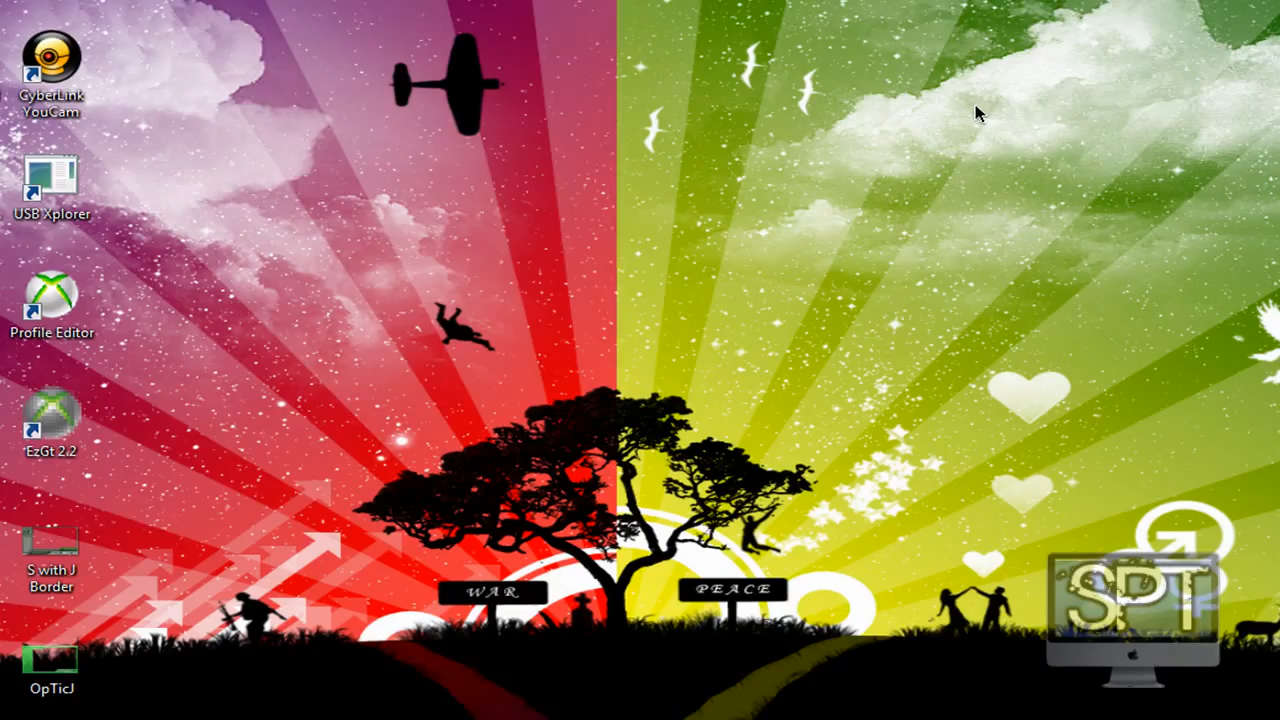 CyberLink
YouCam
USB Xplorer
Profile Editor
EzGt 2.2
S with J
Border
OpTicJ
WAR
PEACE
SPT